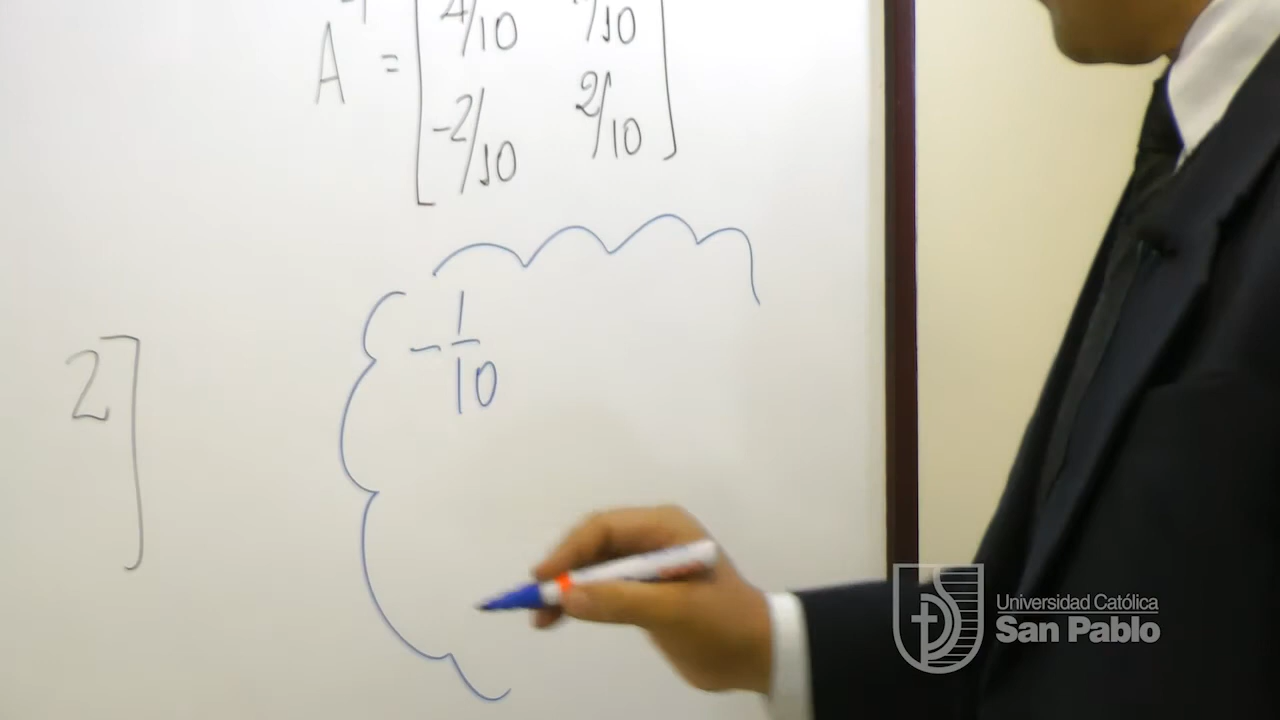 A⁻¹ = [ 4/10 1/10
-2/10 2/10 ]
- 1/10
2 ]
Universidad Católica
San Pablo